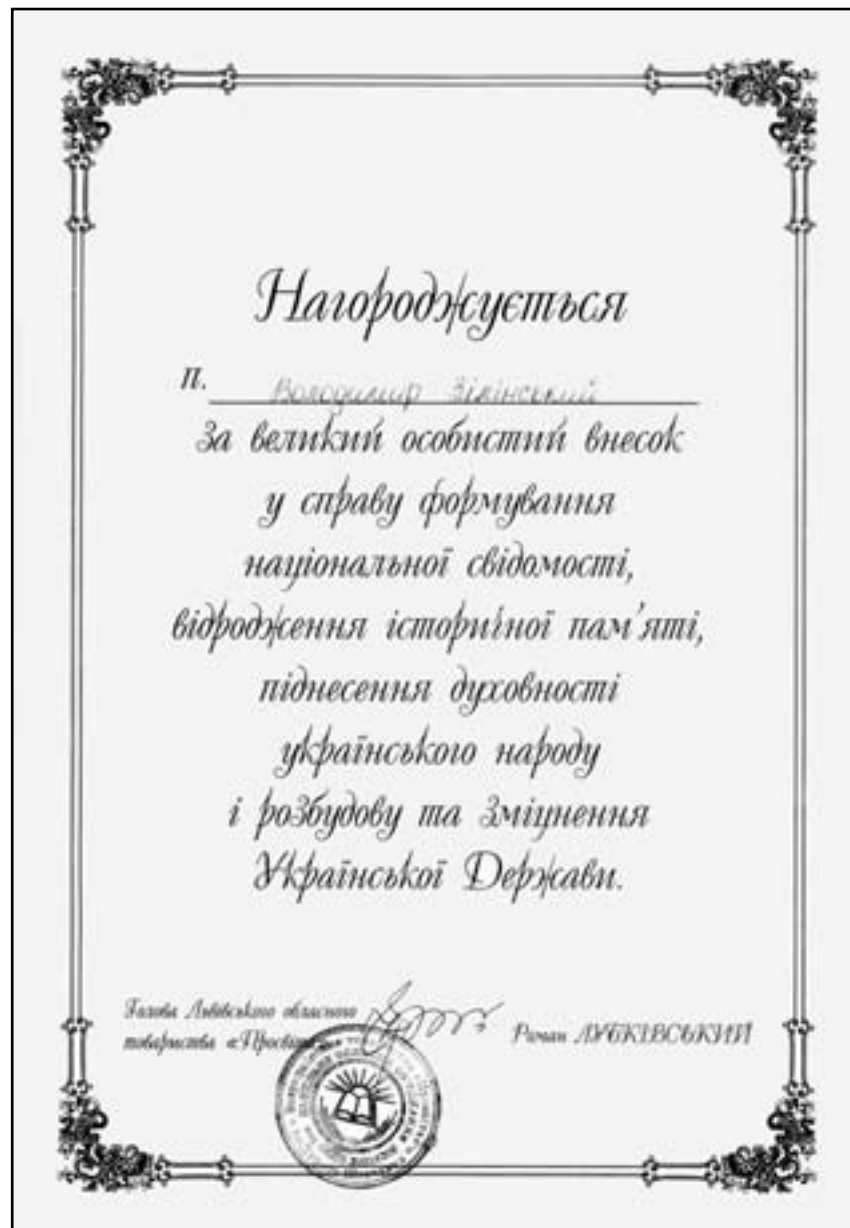 Нагороджується
п. Володимир Зілінський
За великий особистий внесок
у справу формування
національної свідомості,
відродження історичної пам’яті,
піднесення духовності
українського народу
і розбудову та зміцнення
Української Держави.
Голова Львівського обласного
товариства «Просвіта»
Роман ЛУБКІВСЬКИЙ